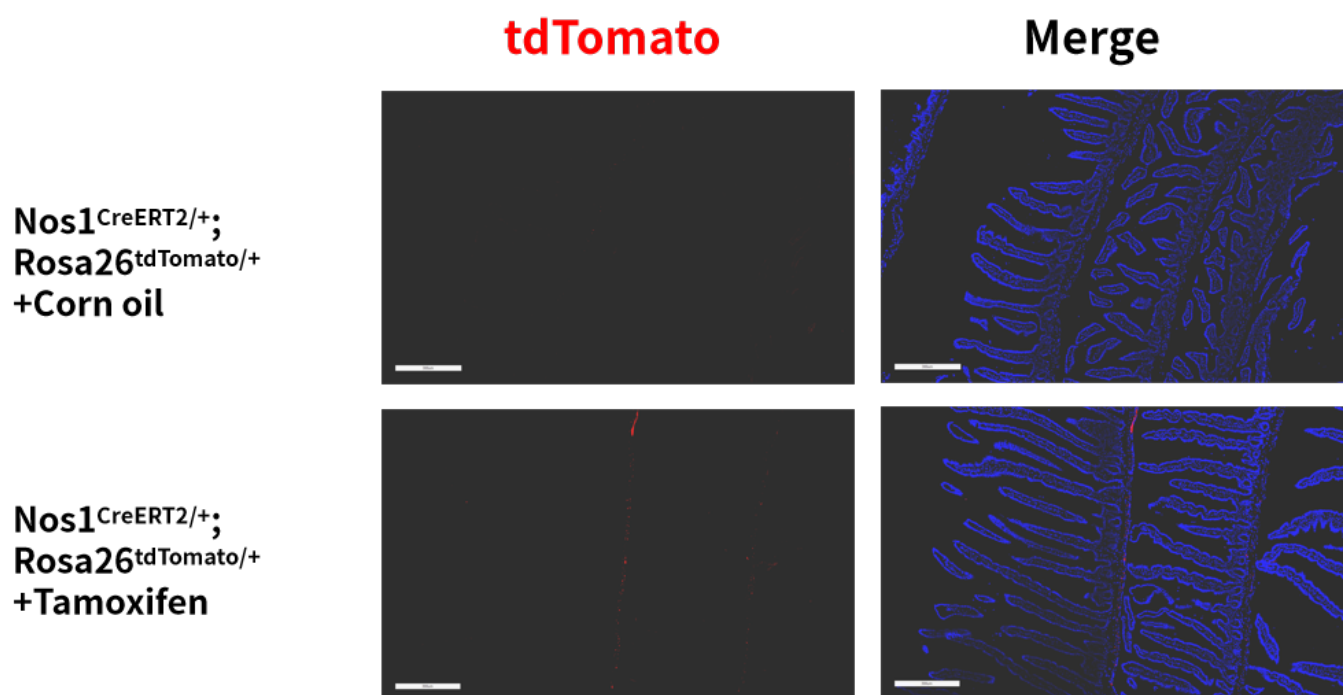 tdTomato Merge
Nos1CreERT2/+;
Rosa26tdTomato/+
+Corn oil
Nos1CreERT2/+;
Rosa26tdTomato/+
+Tamoxifen